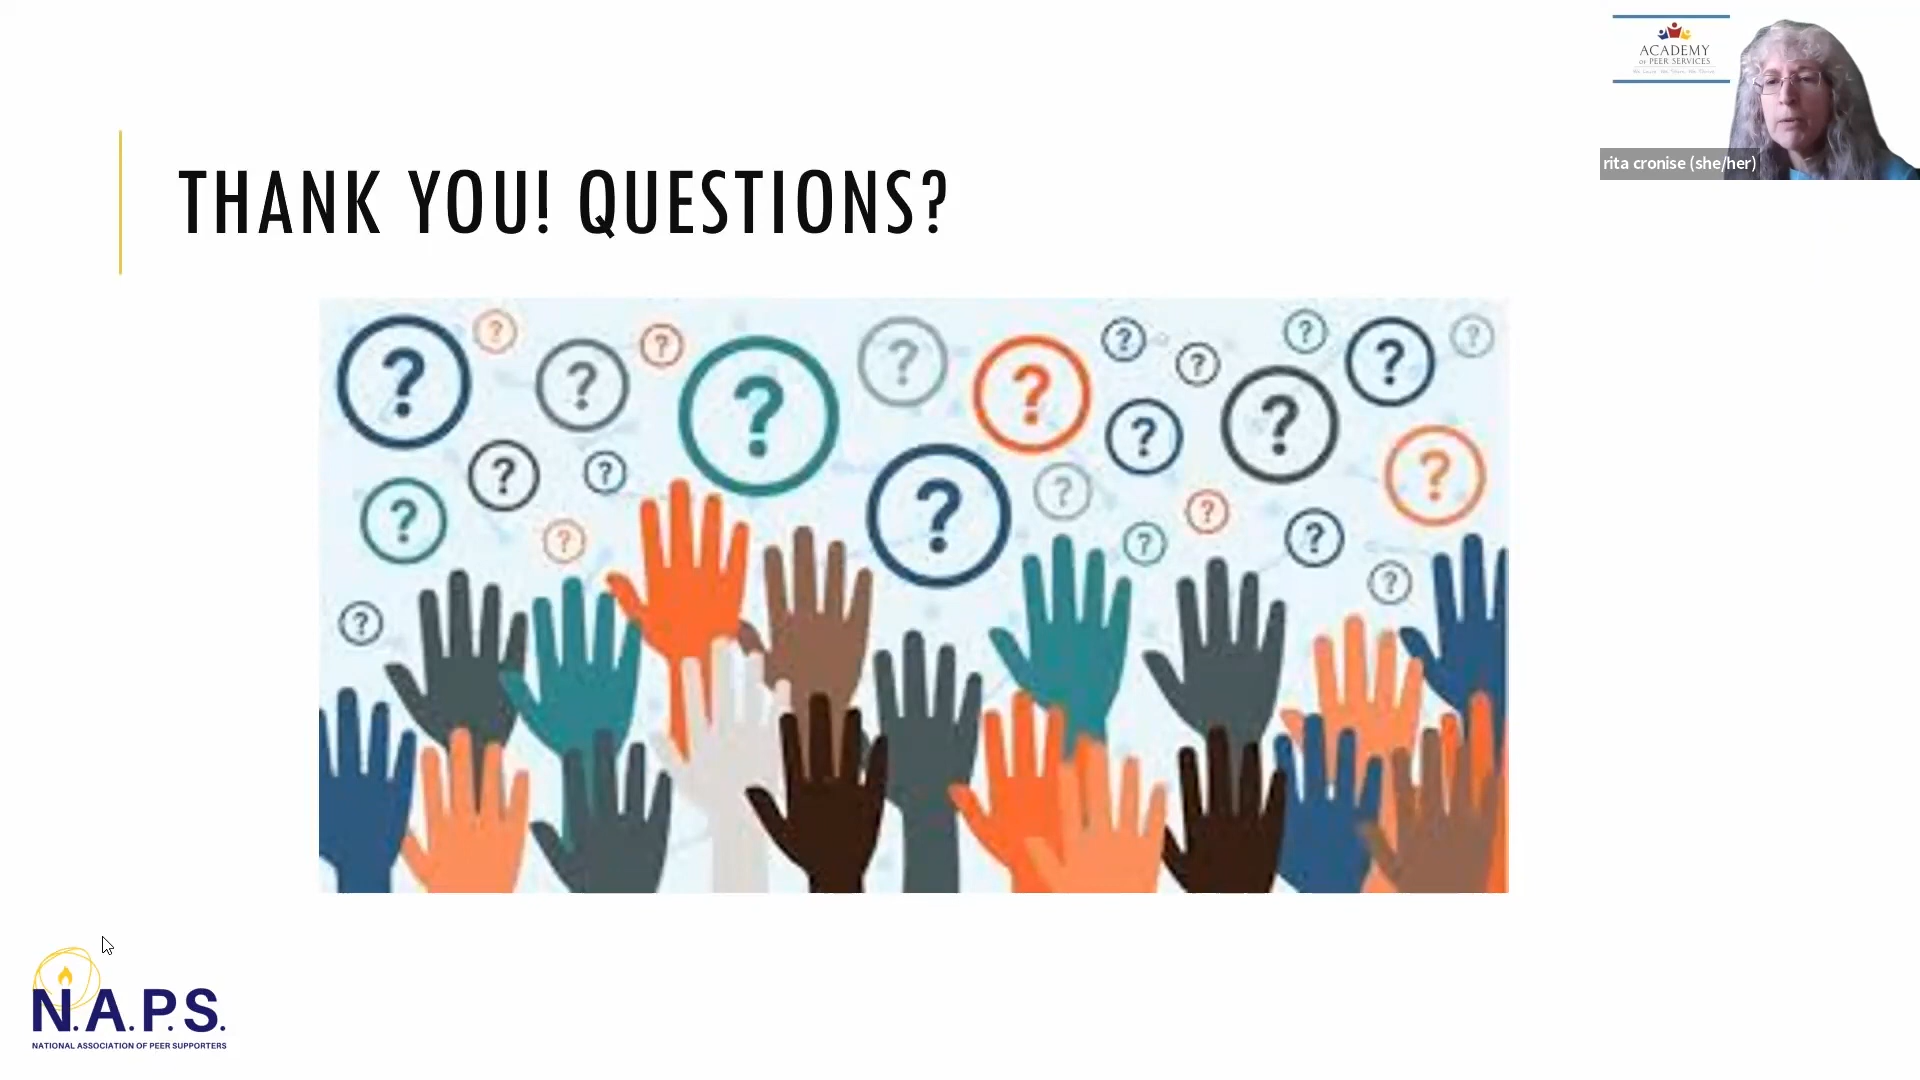 ACADEMY
OF PEER SERVICES
rita cronise (she/her)
THANK YOU! QUESTIONS?
N.A.P.S.
NATIONAL ASSOCIATION OF PEER SUPPORTERS